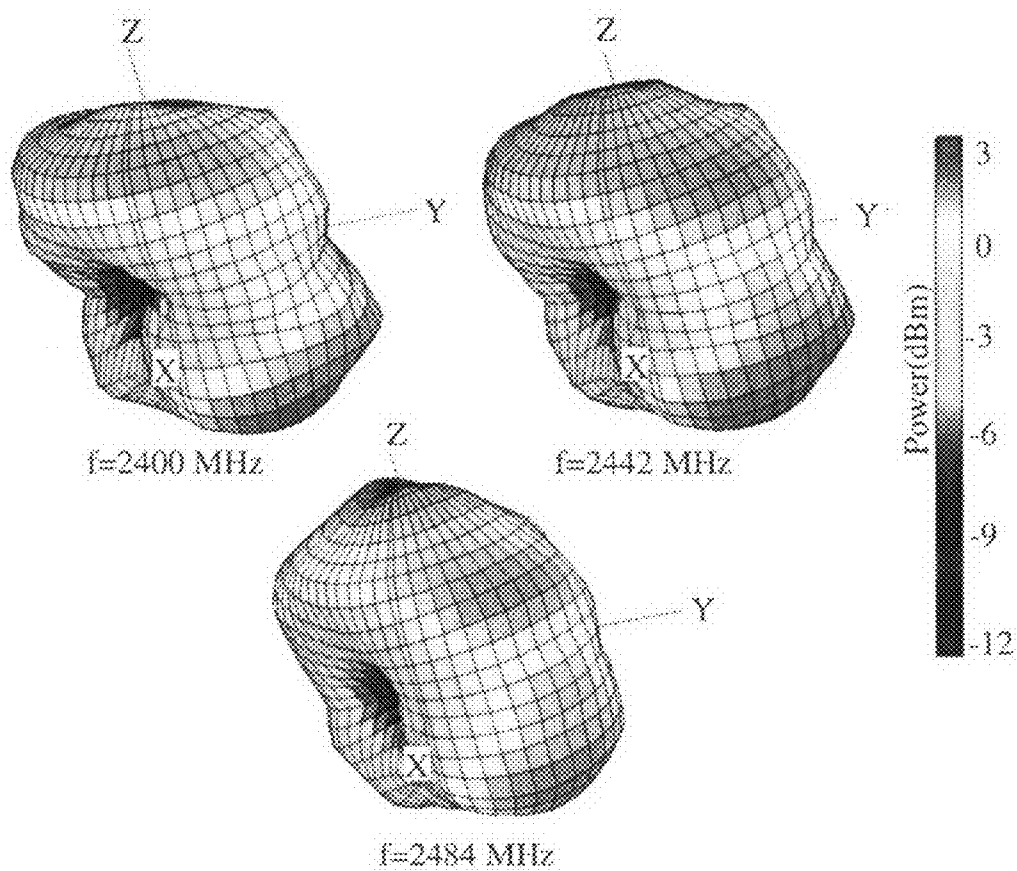 Z
Z
Y
Y
X
X
f=2400 MHz
f=2442 MHz
Z
Y
X
f=2484 MHz
Power(dBm)
3
0
-3
-6
-9
-12